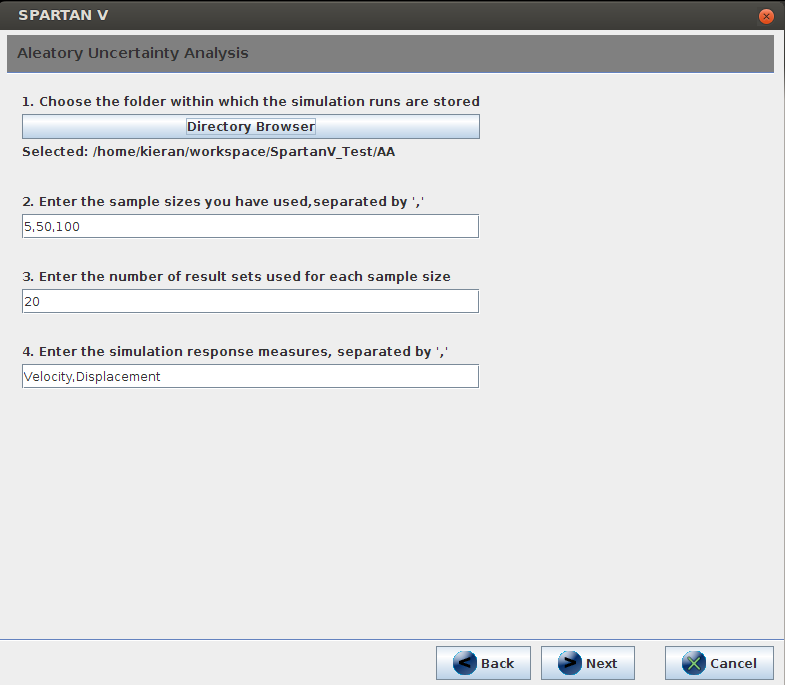 SPARTAN V
Aleatory Uncertainty Analysis
1. Choose the folder within which the simulation runs are stored
Directory Browser
Selected: /home/kieran/workspace/SpartanV_Test/AA
2. Enter the sample sizes you have used,separated by ','
5,50,100
3. Enter the number of result sets used for each sample size
20
4. Enter the simulation response measures, separated by ','
Velocity,Displacement
Back Next Cancel